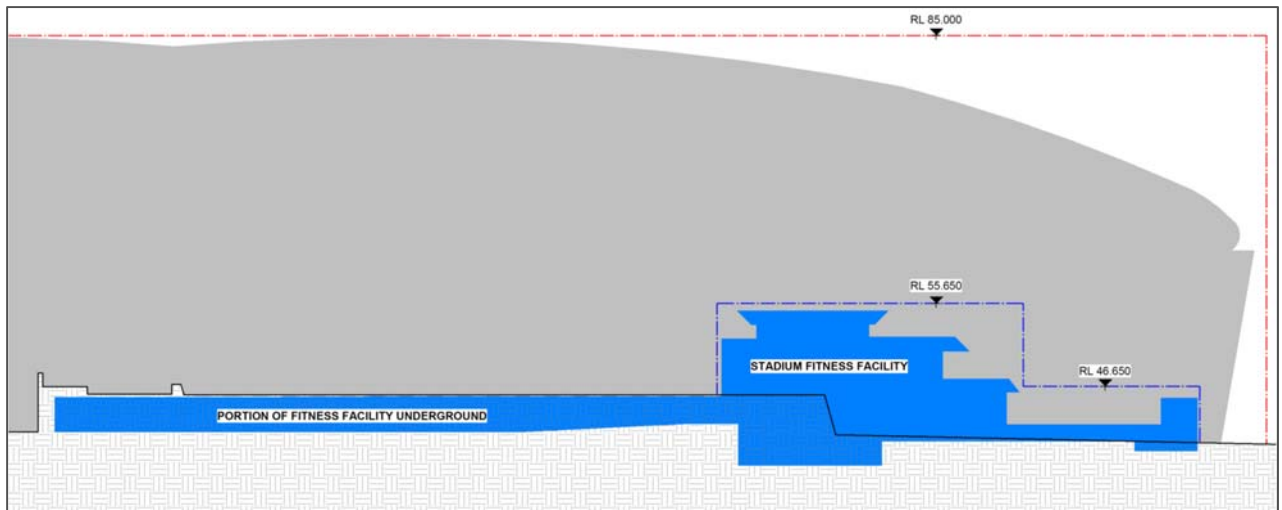 RL 85.000
RL 55.650
STADIUM FITNESS FACILITY
RL 46.650
PORTION OF FITNESS FACILITY UNDERGROUND